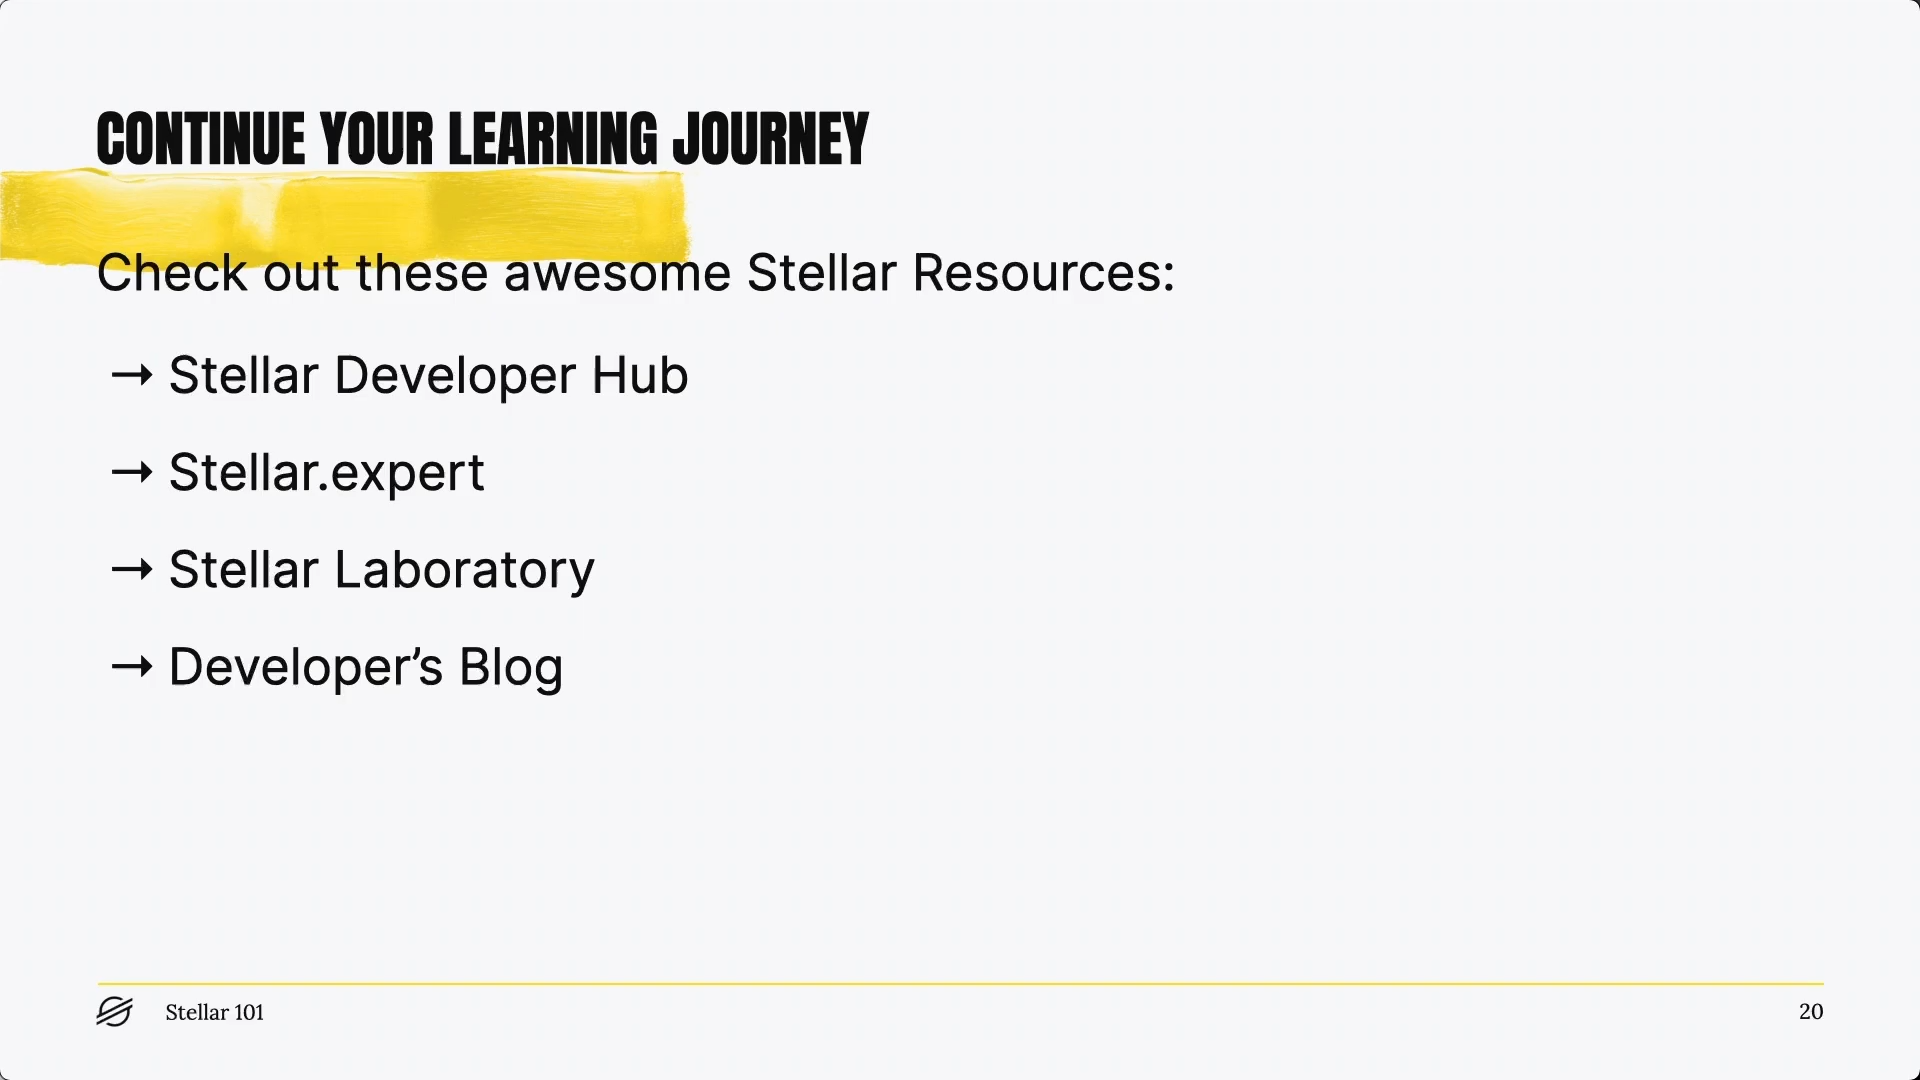 CONTINUE YOUR LEARNING JOURNEY
Check out these awesome Stellar Resources:
→ Stellar Developer Hub
→ Stellar.expert
→ Stellar Laboratory
→ Developer’s Blog
Stellar 101
20